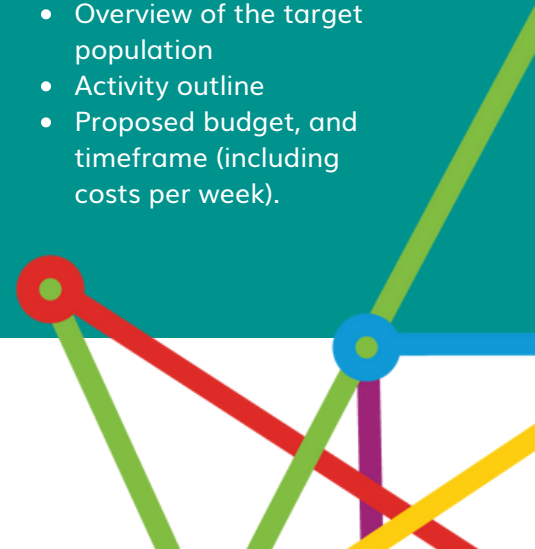 • Overview of the target
population
• Activity outline
• Proposed budget, and
timeframe (including
costs per week).